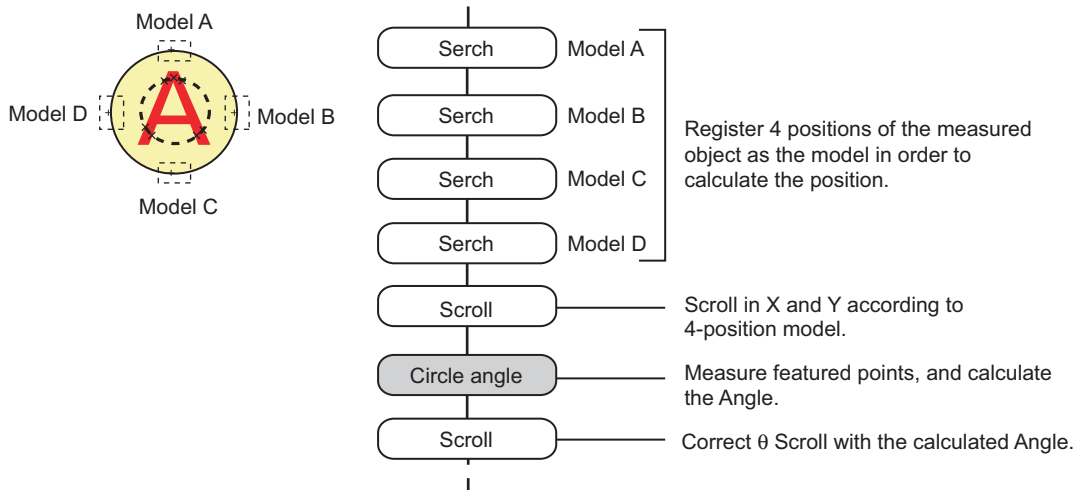 Model A
Model D
Model B
Model C
A
Serch
Model A
Serch
Model B
Serch
Model C
Serch
Model D
Register 4 positions of the measured
object as the model in order to
calculate the position.
Scroll
Scroll in X and Y according to
4-position model.
Circle angle
Measure featured points, and calculate
the Angle.
Scroll
Correct θ Scroll with the calculated Angle.